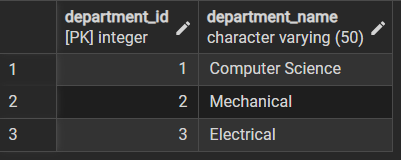 department_id department_name
[PK] integer character varying (50)
1 1 Computer Science
2 2 Mechanical
3 3 Electrical